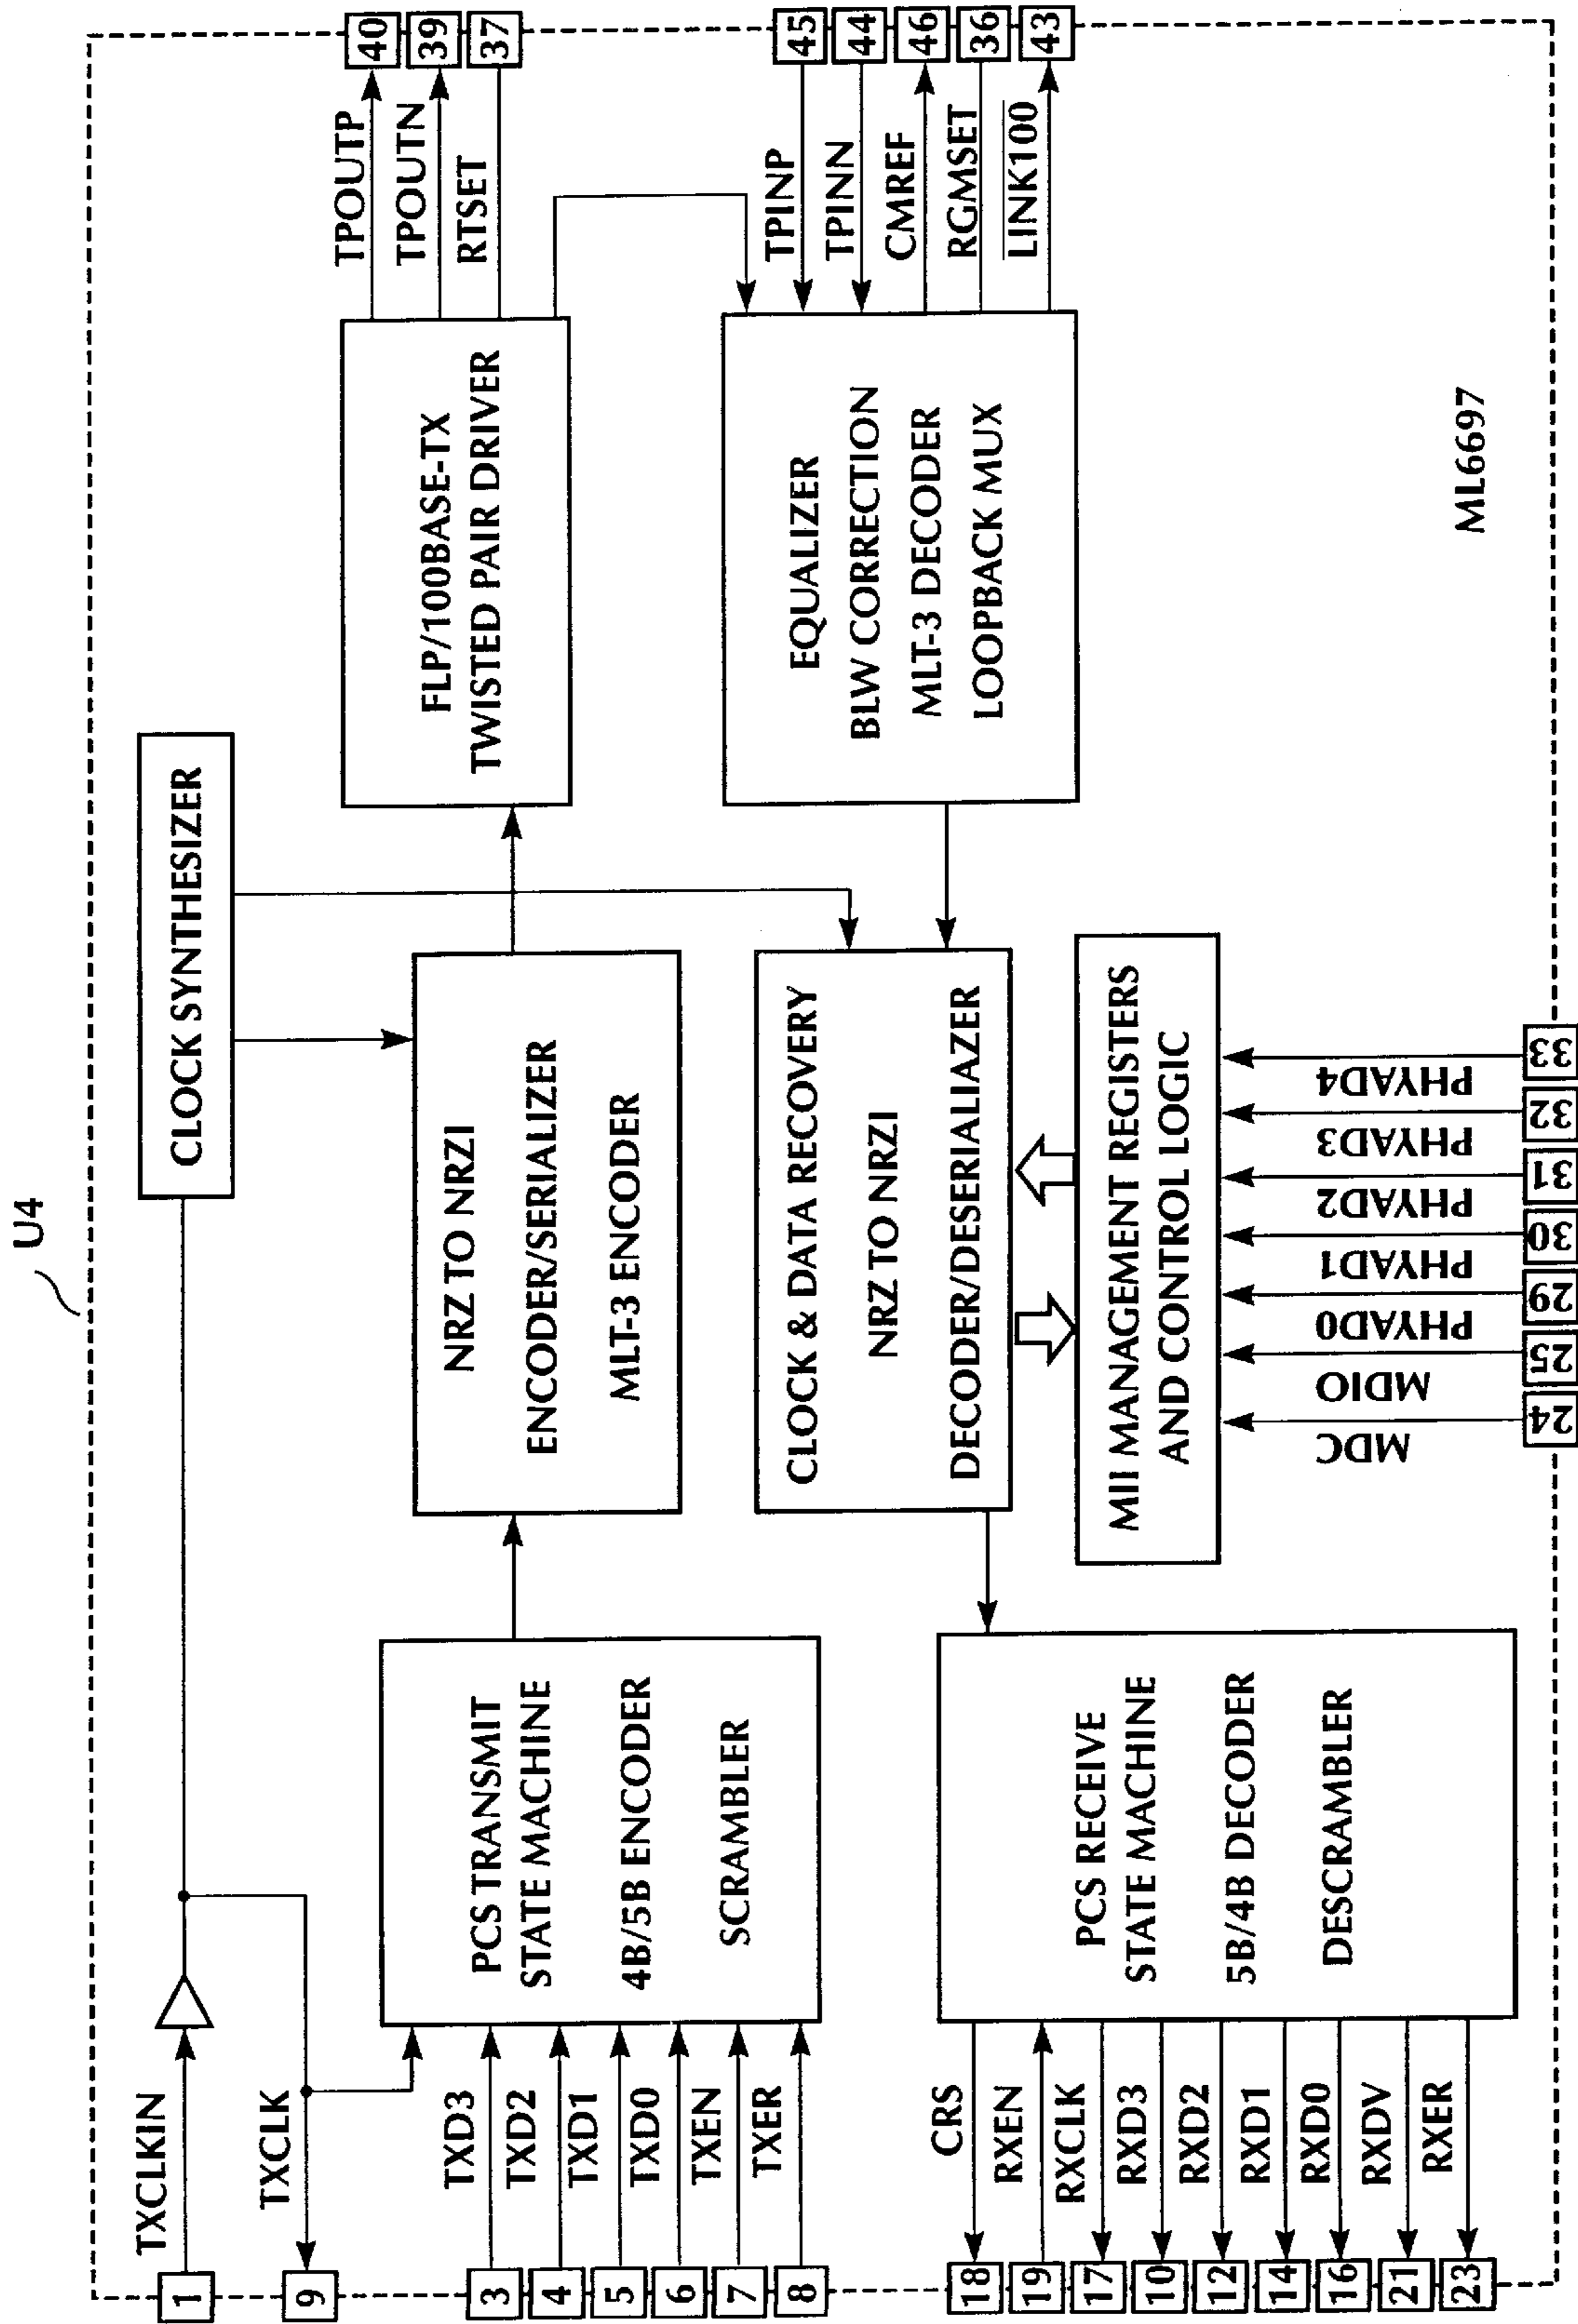 U4
TXCLKIN
1
TXCLK
9
CLOCK SYNTHESIZER
TXD3
3
TXD2
4
TXD1
5
TXD0
6
TXEN
7
TXER
8
PCS TRANSMIT
STATE MACHINE
4B/5B ENCODER
SCRAMBLER
NRZ TO NRZI
ENCODER/SERIALIZER
MLT-3 ENCODER
FLP/100BASE-TX
TWISTED PAIR DRIVER
TPOUTP
40
TPOUTN
39
RTSET
37
CRS
18
RXEN
19
RXCLK
17
RXD3
10
RXD2
12
RXD1
14
RXD0
16
RXDV
21
RXER
23
PCS RECEIVE
STATE MACHINE
5B/4B DECODER
DESCRAMBLER
CLOCK & DATA RECOVERY
NRZ TO NRZI
DECODER/DESERIALIAZER
EQUALIZER
BLW CORRECTION
MLT-3 DECODER
LOOPBACK MUX
TPINP
45
TPINN
44
CMREF
46
RGMSET
36
LINK100
43
MII MANAGEMENT REGISTERS
AND CONTROL LOGIC
MDC
24
MDIO
25
PHYAD0
29
PHYAD1
30
PHYAD2
31
PHYAD3
32
PHYAD4
33
ML6697